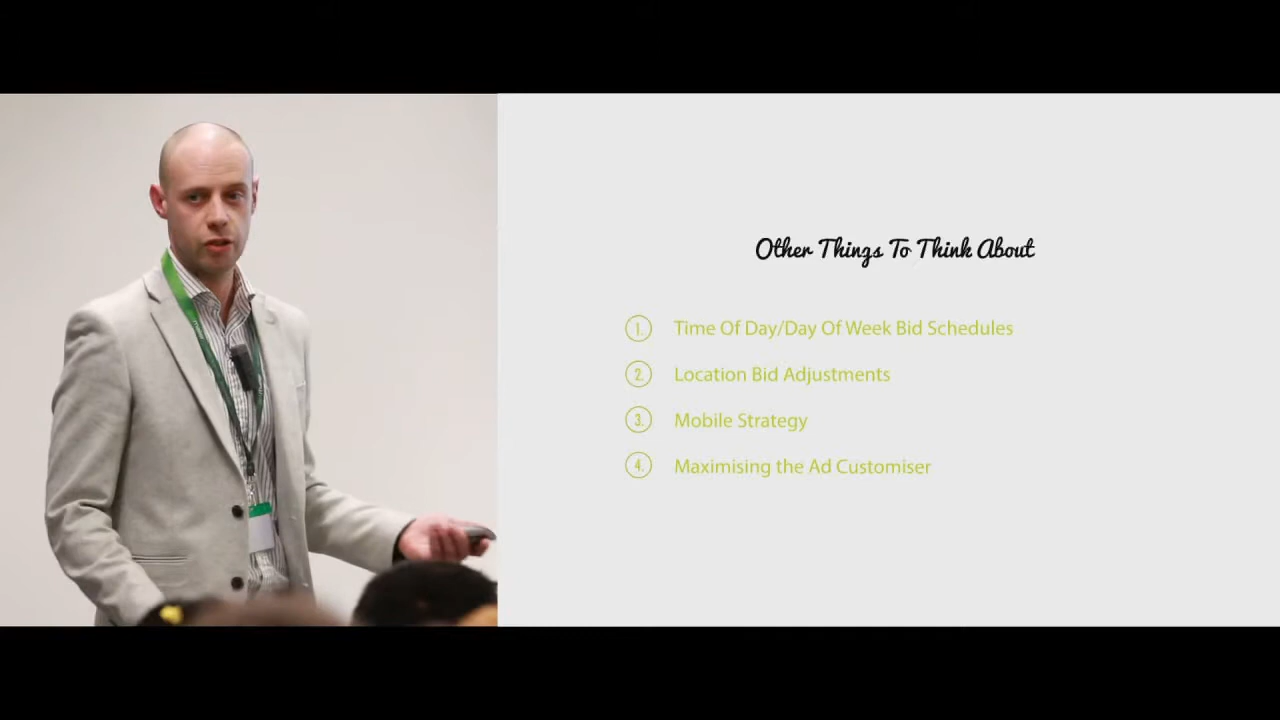 Other Things To Think About
1. Time Of Day/Day Of Week Bid Schedules
2. Location Bid Adjustments
3. Mobile Strategy
4. Maximising the Ad Customiser